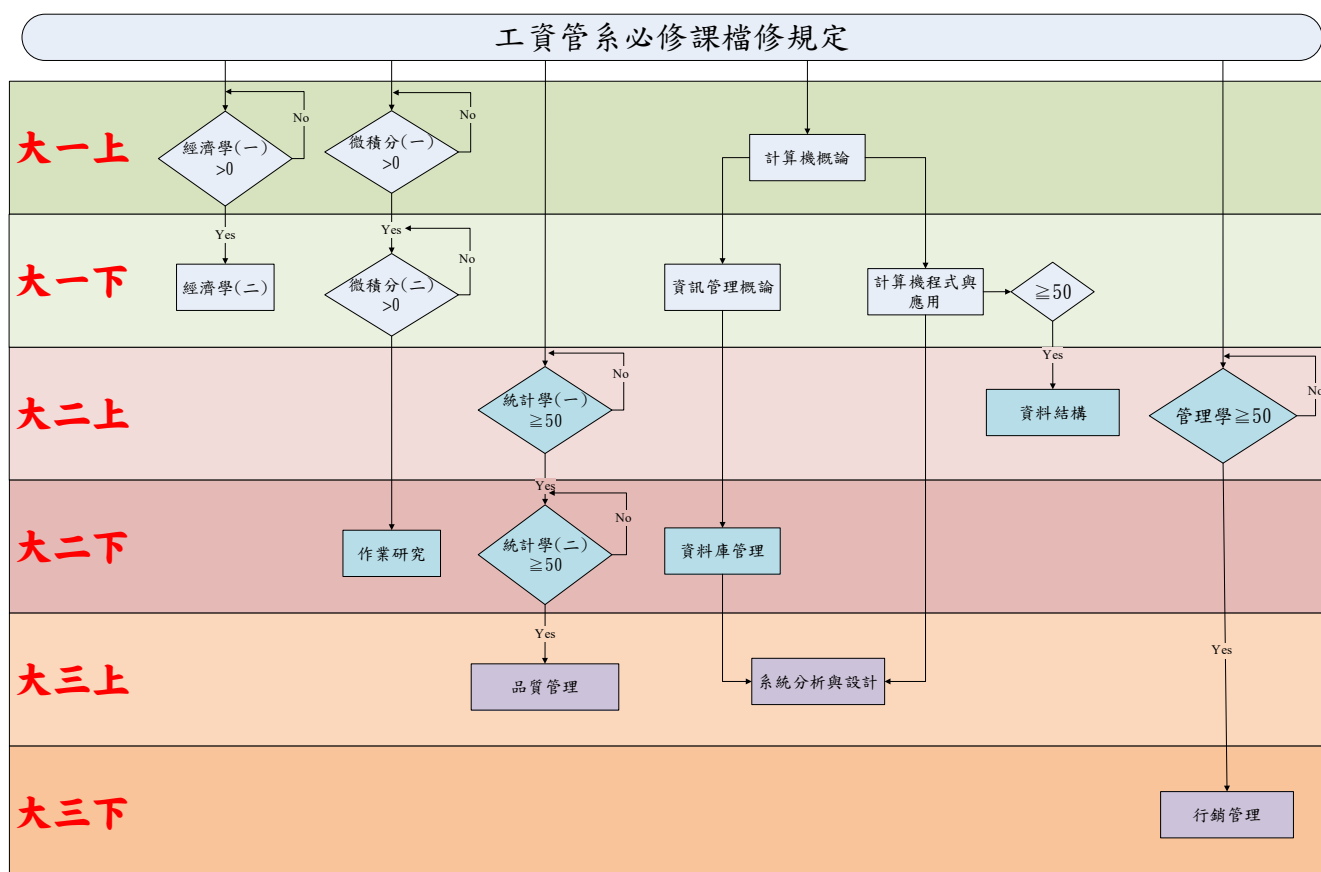 工資管系必修課檔修規定
大一上
經濟學(一)
>0
No
微積分(一)
>0
No
計算機概論
Yes
Yes
大一下
經濟學(二)
微積分(二)
>0
No
資訊管理概論
計算機程式與
應用
≧50
Yes
大二上
統計學(一)
≧50
No
資料結構
管理學≧50
No
Yes
大二下
作業研究
統計學(二)
≧50
No
資料庫管理
Yes
大三上
品質管理
系統分析與設計
Yes
大三下
行銷管理